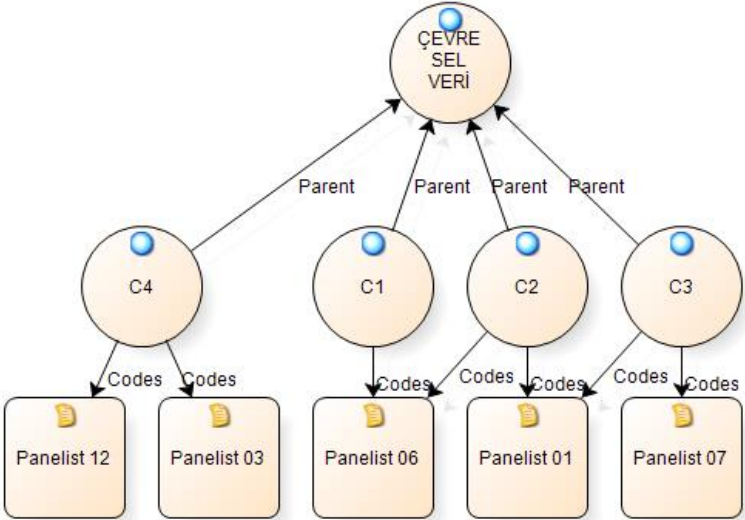 ÇEVRE
SEL
VERİ
Parent Parent Parent Parent
C4 C1 C2 C3
Codes Codes Codes Codes Codes Codes Codes
Panelist 12 Panelist 03 Panelist 06 Panelist 01 Panelist 07